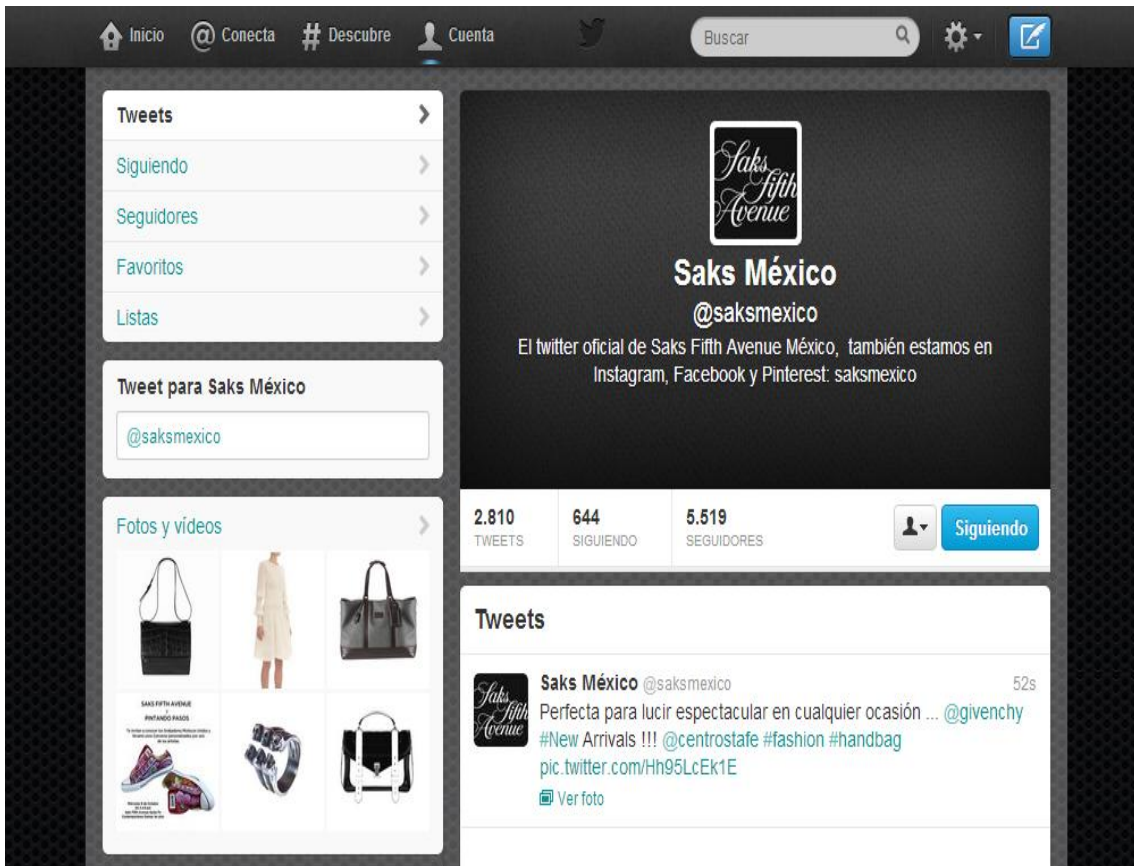 Inicio
Conecta
Descubre
Cuenta
Buscar
Tweets
Siguiendo
Seguidores
Favoritos
Listas
Tweet para Saks México
@saksmexico
Fotos y vídeos
SAKS FIFTH AVENUE
PINTANDO PASOS
Saks
fifth
Avenue
Saks México
@saksmexico
El twitter oficial de Saks Fifth Avenue México, también estamos en
Instagram, Facebook y Pinterest: saksmexico
2.810
TWEETS
644
SIGUIENDO
5.519
SEGUIDORES
Siguiendo
Tweets
Saks
fifth
Avenue
Saks México @saksmexico 52s
Perfecta para lucir espectacular en cualquier ocasión ... @givenchy
#New Arrivals !!! @centrostafe #fashion #handbag
pic.twitter.com/Hh95LcEk1E
Ver foto